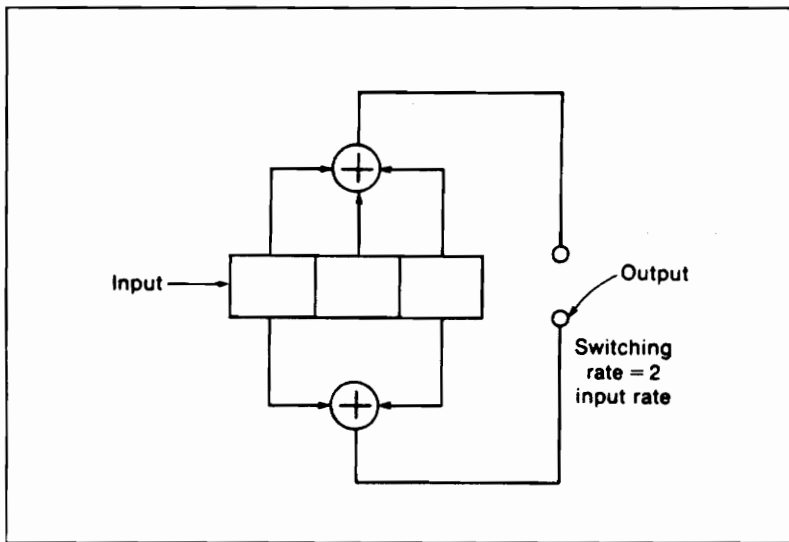 +
Input
Output
Switching
rate = 2
input rate
+